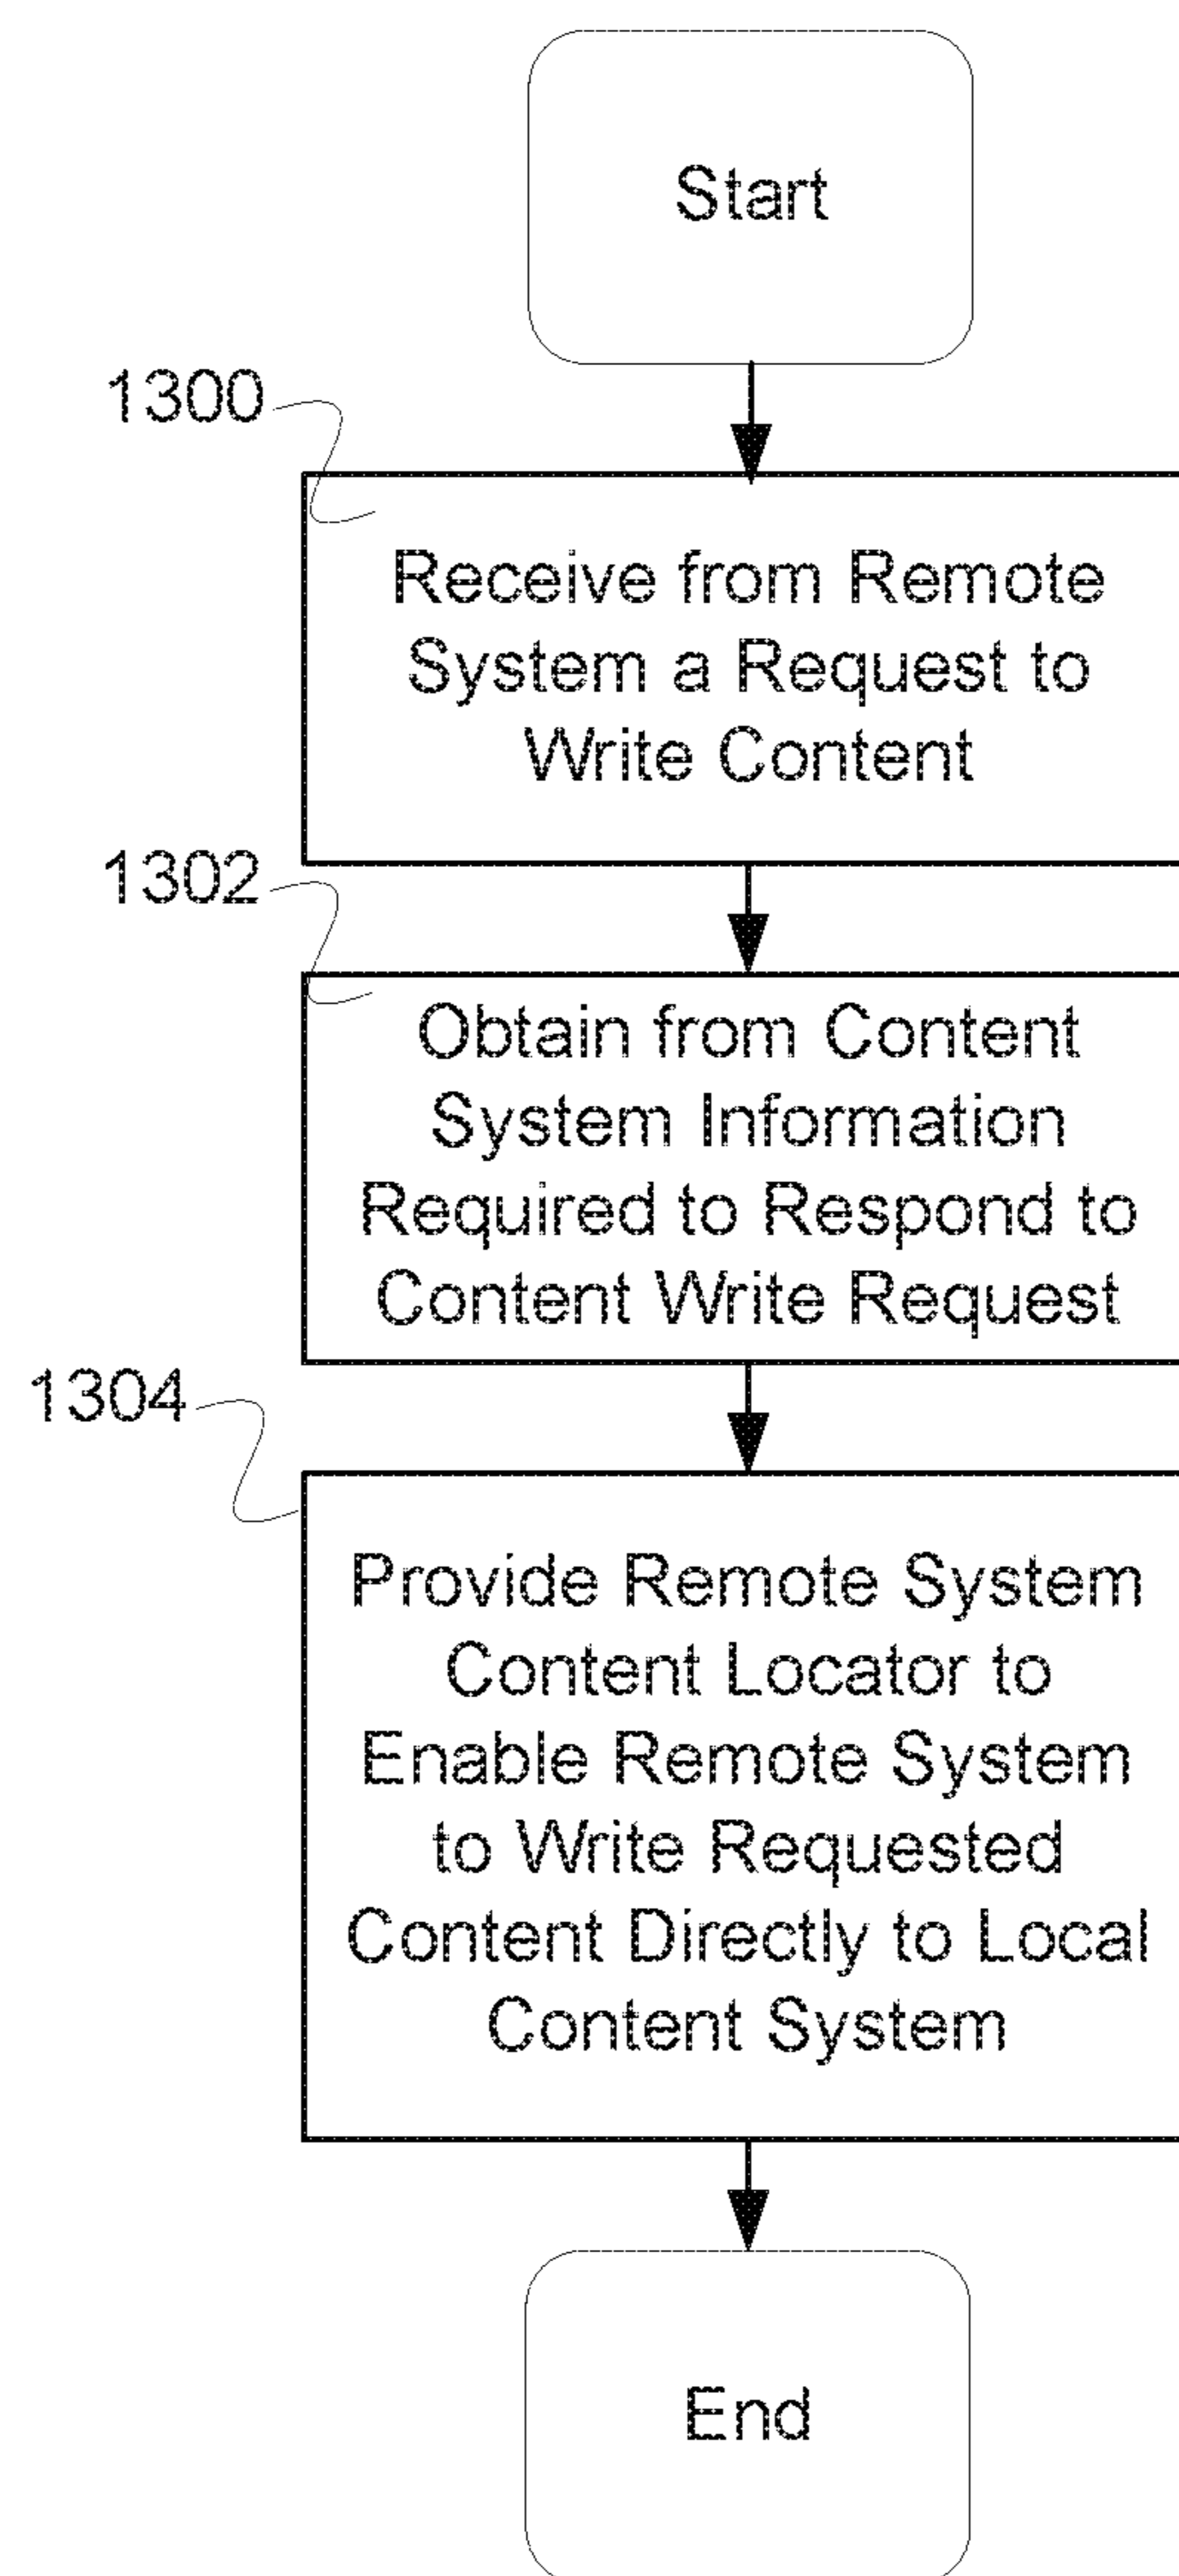 Start
1300
Receive from Remote
System a Request to
Write Content
1302
Obtain from Content
System Information
Required to Respond to
Content Write Request
1304
Provide Remote System
Content Locator to
Enable Remote System
to Write Requested
Content Directly to Local
Content System
End